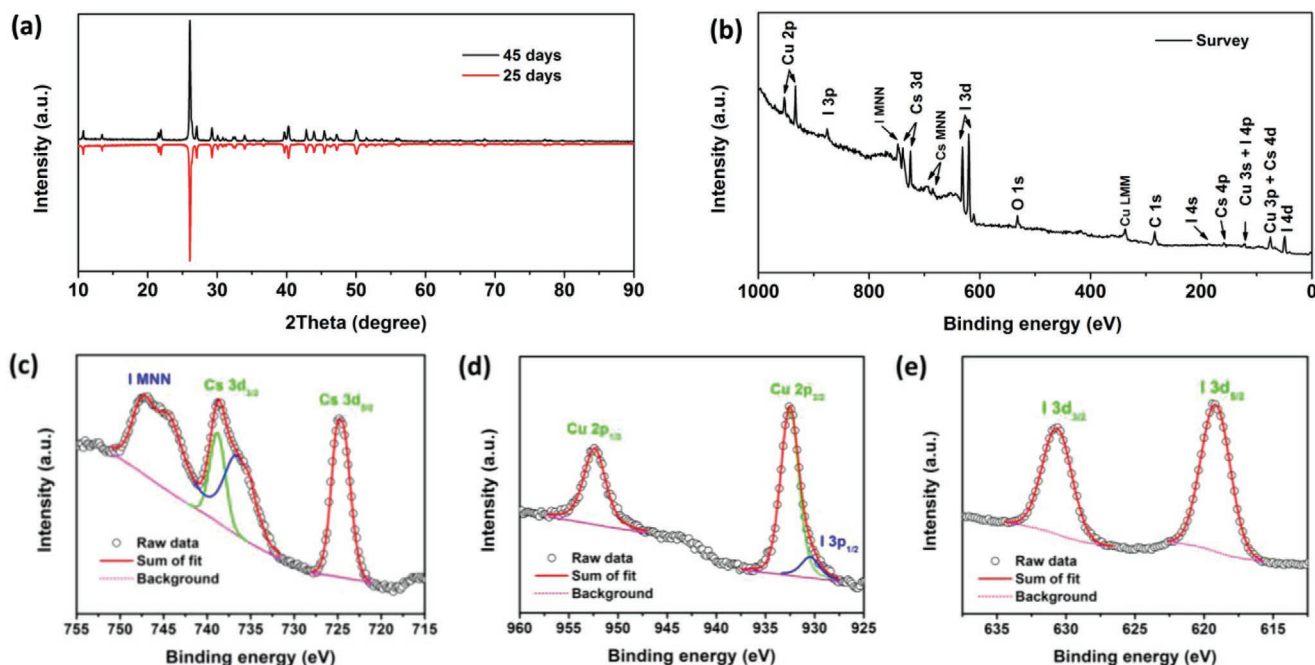 (a)
45 days
25 days
Intensity (a.u.)
10 20 30 40 50 60 70 80 90
2Theta (degree)
(b)
Survey
Cu 2p
I 3p
I MNN
Cs 3d
Cs MNN
I 3d
O 1s
Cu LMM
C 1s
I 4s
Cs 4p
Cu 3s + I 4p
Cu 3p + Cs 4d
I 4d
Intensity (a.u.)
1000 800 600 400 200 0
Binding energy (eV)
(c)
I MNN
Cs 3d3/2
Cs 3d5/2
Raw data
Sum of fit
Background
Intensity (a.u.)
755 750 745 740 735 730 725 720 715
Binding energy (eV)
(d)
Cu 2p1/2
Cu 2p3/2
I 3p1/2
Raw data
Sum of fit
Background
Intensity (a.u.)
960 955 950 945 940 935 930 925
Binding energy (eV)
(e)
I 3d3/2
I 3d5/2
Raw data
Sum of fit
Background
Intensity (a.u.)
635 630 625 620 615
Binding energy (eV)